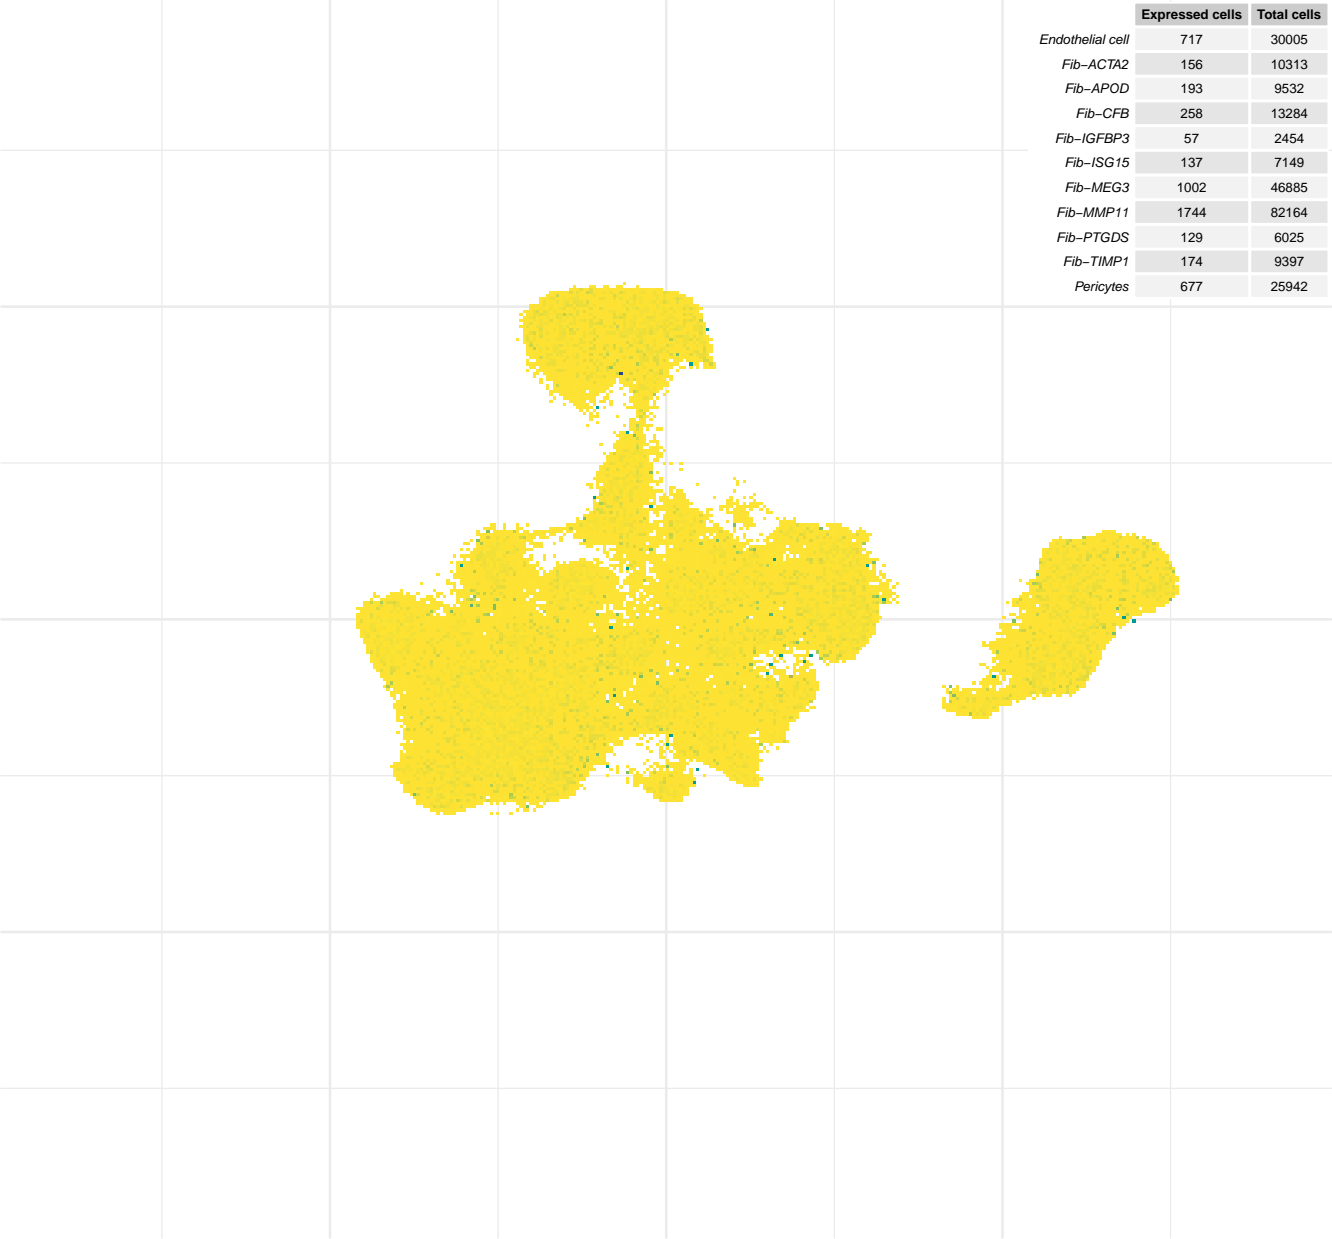 Expressed cells Total cells
Endothelial cell 717 30005
Fib−ACTA2 156 10313
Fib−APOD 193 9532
Fib−CFB 258 13284
Fib−IGFBP3 57 2454
Fib−ISG15 137 7149
Fib−MEG3 1002 46885
Fib−MMP11 1744 82164
Fib−PTGDS 129 6025
Fib−TIMP1 174 9397
Pericytes 677 25942